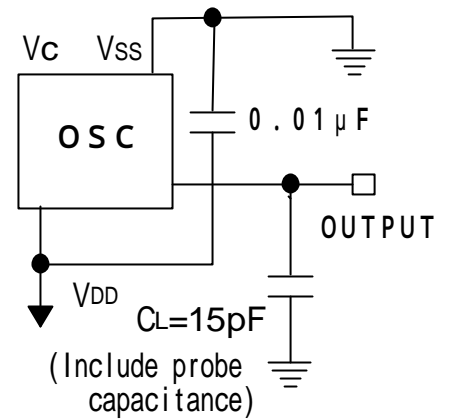 Vc Vss
OSC
0.01μF
OUTPUT
VDD
CL=15pF
(Include probe
capacitance)